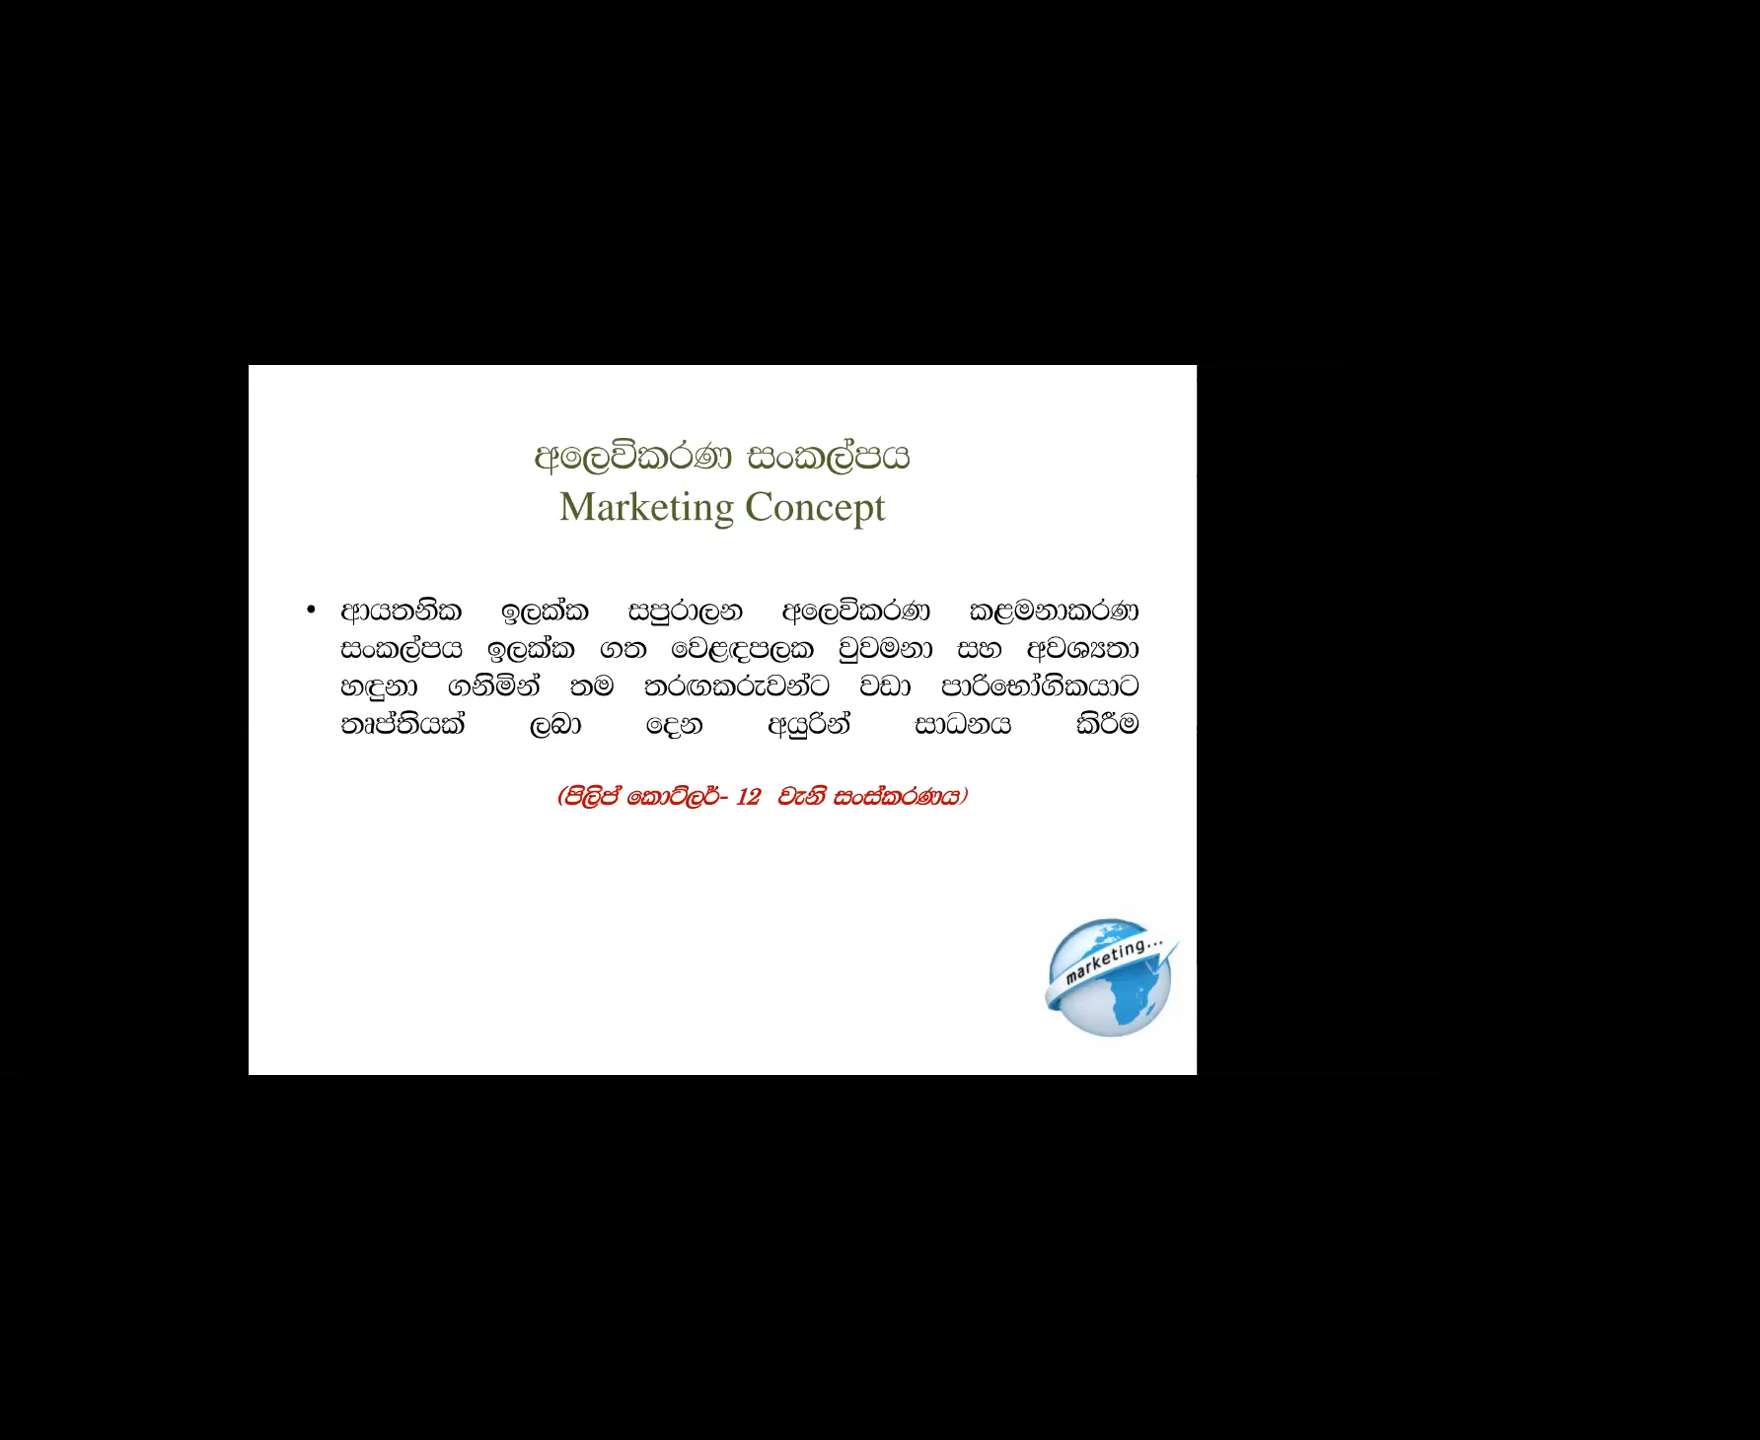 අලෙවිකරණ සංකල්පය
Marketing Concept
• ආයතනික ඉලක්ක සපුරාලන අලෙවිකරණ කළමනාකරණ
සංකල්පය ඉලක්ක ගත වෙළඳපලක වුවමනා සහ අවශ්‍යතා
හඳුනා ගනිමින් තම තරඟකරුවන්ට වඩා පාරිභෝගිකයාට
තෘප්තියක් ලබා දෙන අයුරින් සාධනය කිරීම
(පිලිප් කොට්ලර්- 12 වැනි සංස්කරණය)
marketing...